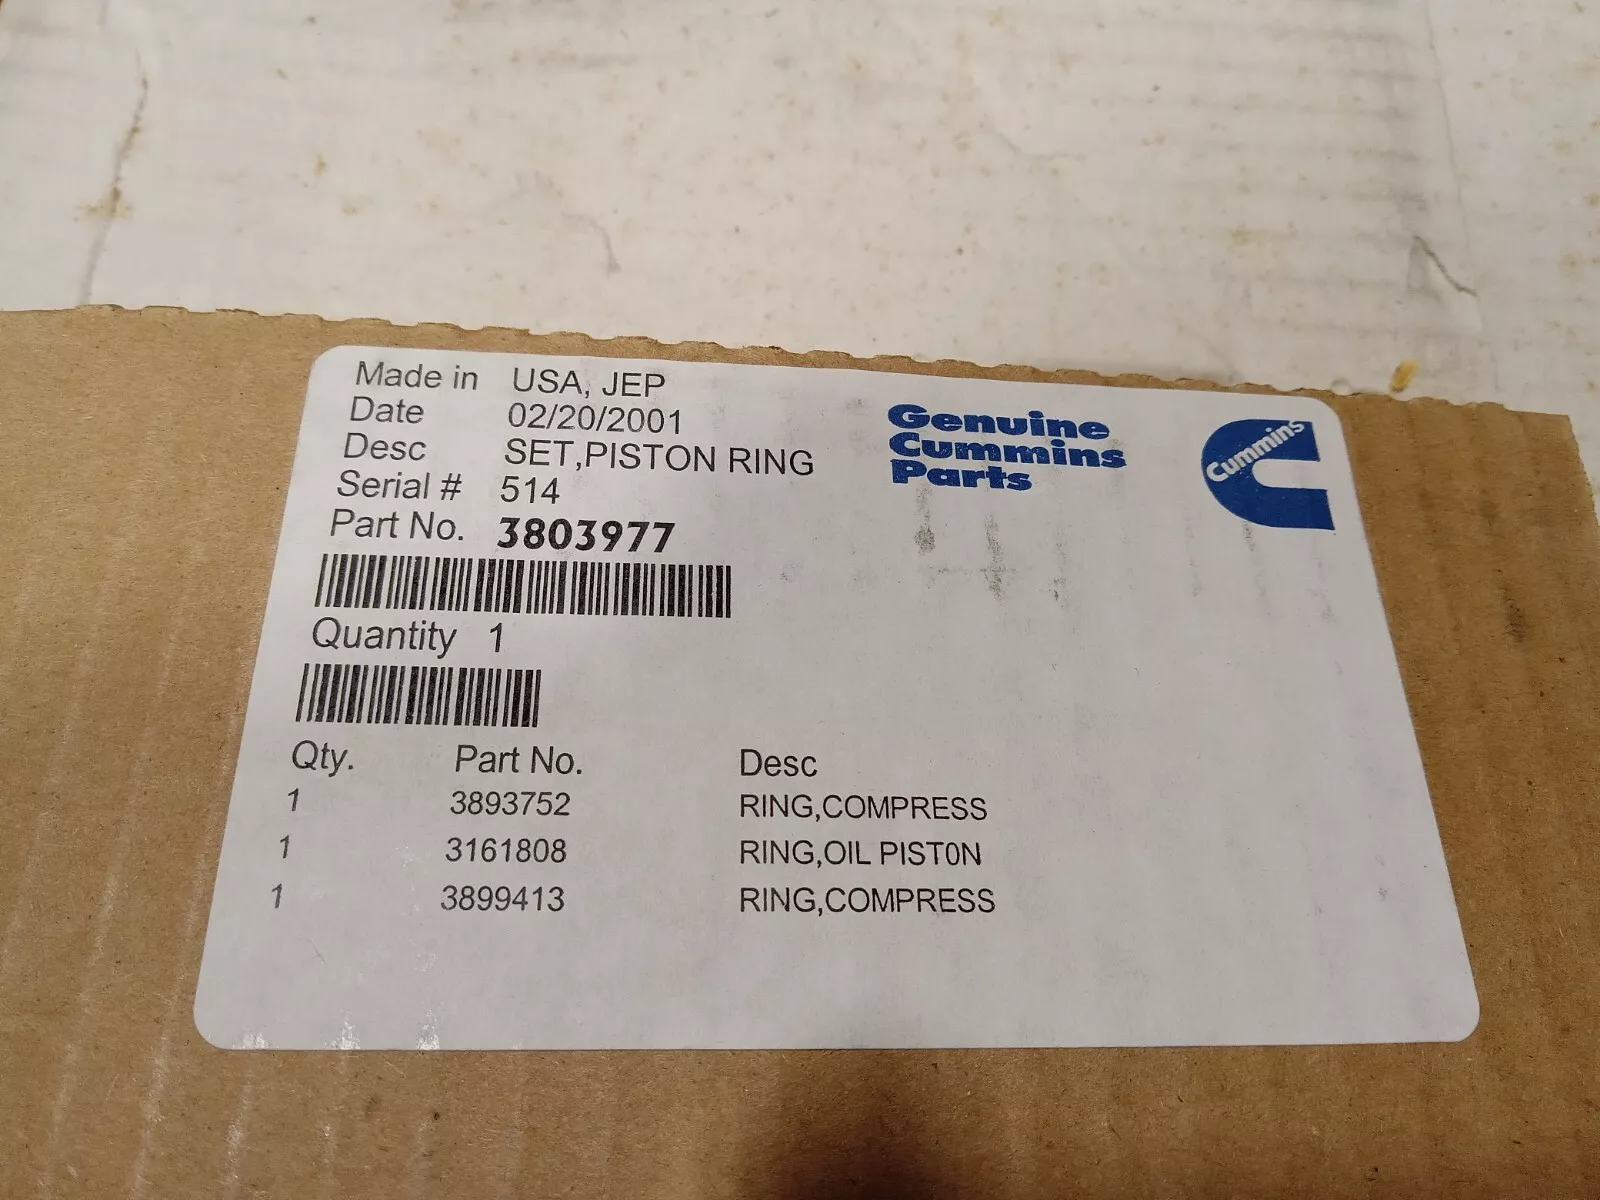 Made in USA, JEP
Date 02/20/2001
Desc SET,PISTON RING
Serial # 514
Part No. 3803977
Quantity 1
Genuine
Cummins
Parts
Cummins
Qty. Part No. Desc
1 3893752 RING,COMPRESS
1 3161808 RING,OIL PIST0N
1 3899413 RING,COMPRESS